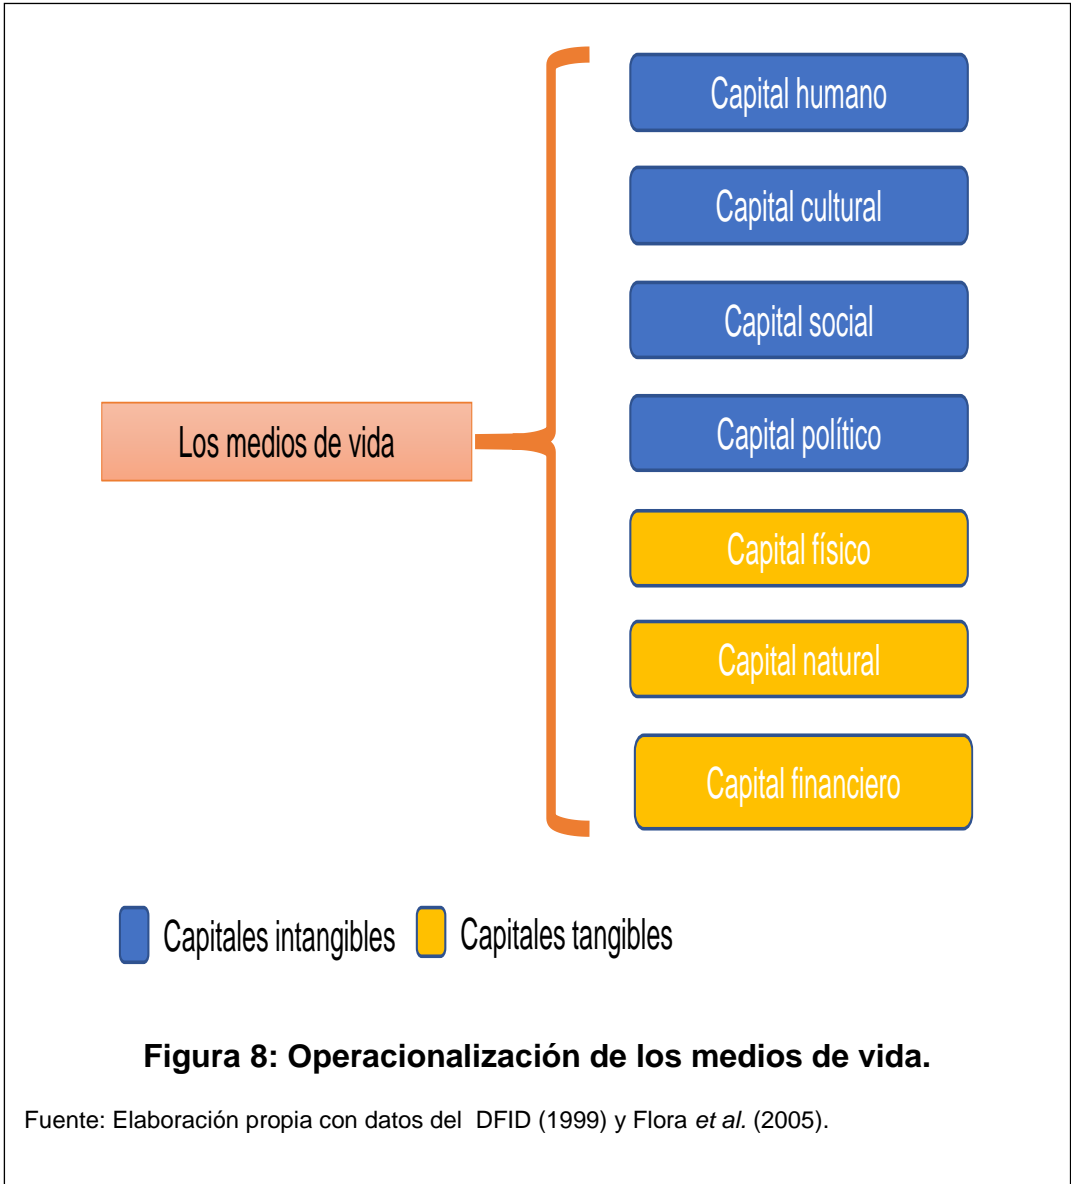 Capital humano
Capital cultural
Capital social
Los medios de vida
Capital político
Capital físico
Capital natural
Capital financiero
Capitales intangibles
Capitales tangibles
Figura 8: Operacionalización de los medios de vida.
Fuente: Elaboración propia con datos del  DFID (1999) y Flora et al. (2005).